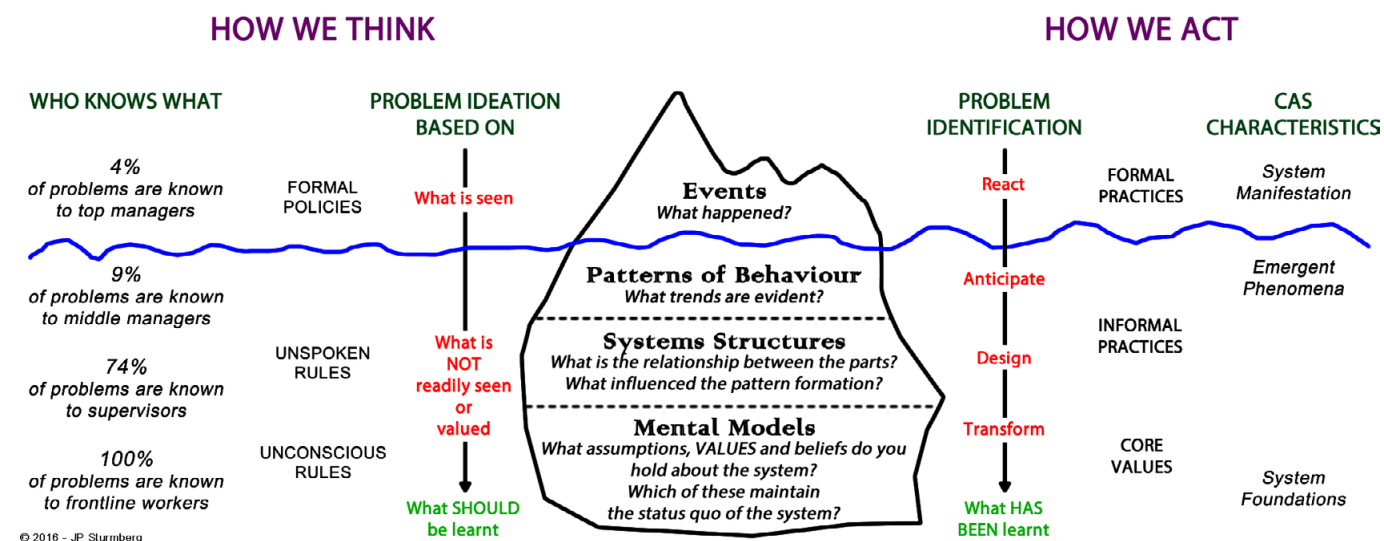 HOW WE THINK
HOW WE ACT
WHO KNOWS WHAT
PROBLEM IDEATION
BASED ON
PROBLEM
IDENTIFICATION
CAS
CHARACTERISTICS
4%
of problems are known
to top managers
FORMAL
POLICIES
What is seen
Events
What happened?
React
FORMAL
PRACTICES
System
Manifestation
9%
of problems are known
to middle managers
Patterns of Behaviour
What trends are evident?
Anticipate
Emergent
Phenomena
74%
of problems are known
to supervisors
UNSPOKEN
RULES
What is
NOT
readily seen
or
valued
Systems Structures
What is the relationship between the parts?
What influenced the pattern formation?
Design
INFORMAL
PRACTICES
100%
of problems are known
to frontline workers
UNCONSCIOUS
RULES
What SHOULD
be learnt
Mental Models
What assumptions, VALUES and beliefs do you
hold about the system?
Which of these maintain
the status quo of the system?
Transform
What HAS
BEEN learnt
CORE
VALUES
System
Foundations
© 2016 - JP Sturmberg